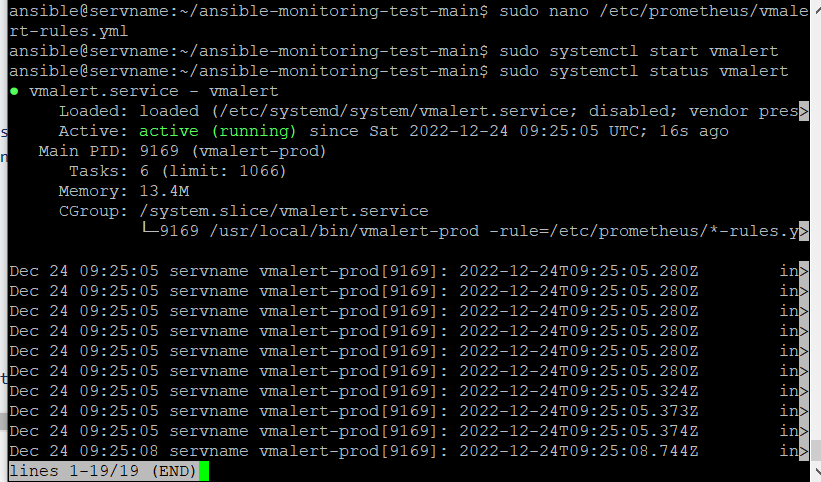 ansible@servname:~/ansible-monitoring-test-main$ sudo nano /etc/prometheus/vmale
rt-rules.yml
ansible@servname:~/ansible-monitoring-test-main$ sudo systemctl start vmalert
ansible@servname:~/ansible-monitoring-test-main$ sudo systemctl status vmalert
● vmalert.service - vmalert
     Loaded: loaded (/etc/systemd/system/vmalert.service; disabled; vendor pres>
     Active: active (running) since Sat 2022-12-24 09:25:05 UTC; 16s ago
   Main PID: 9169 (vmalert-prod)
      Tasks: 6 (limit: 1066)
     Memory: 13.4M
     CGroup: /system.slice/vmalert.service
             └─9169 /usr/local/bin/vmalert-prod -rule=/etc/prometheus/*-rules.y>
Dec 24 09:25:05 servname vmalert-prod[9169]: 2022-12-24T09:25:05.280Z        in>
Dec 24 09:25:05 servname vmalert-prod[9169]: 2022-12-24T09:25:05.280Z        in>
Dec 24 09:25:05 servname vmalert-prod[9169]: 2022-12-24T09:25:05.280Z        in>
Dec 24 09:25:05 servname vmalert-prod[9169]: 2022-12-24T09:25:05.280Z        in>
Dec 24 09:25:05 servname vmalert-prod[9169]: 2022-12-24T09:25:05.280Z        in>
Dec 24 09:25:05 servname vmalert-prod[9169]: 2022-12-24T09:25:05.280Z        in>
Dec 24 09:25:05 servname vmalert-prod[9169]: 2022-12-24T09:25:05.324Z        in>
Dec 24 09:25:05 servname vmalert-prod[9169]: 2022-12-24T09:25:05.373Z        in>
Dec 24 09:25:05 servname vmalert-prod[9169]: 2022-12-24T09:25:05.374Z        in>
Dec 24 09:25:08 servname vmalert-prod[9169]: 2022-12-24T09:25:08.744Z        in>
lines 1-19/19 (END)